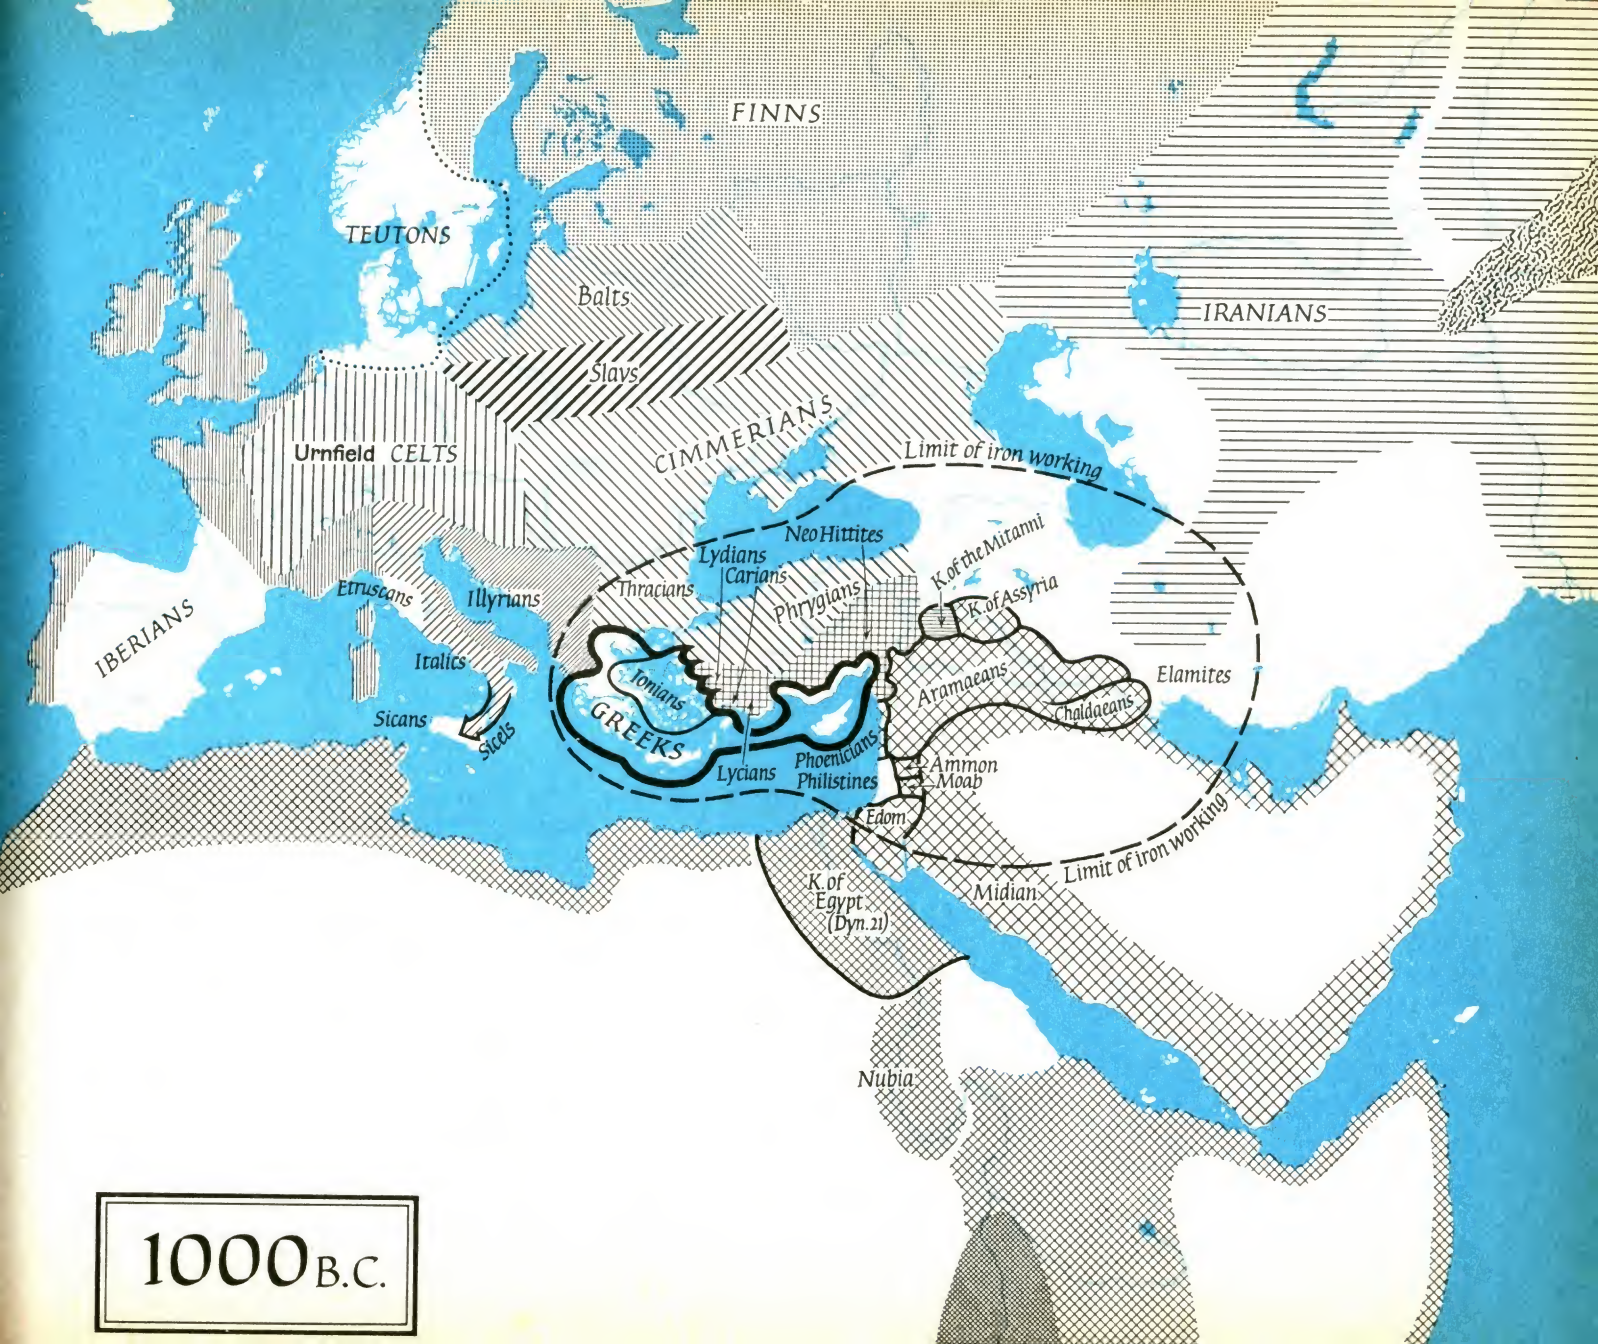 FINNS
TEUTONS
Balts
IRANIANS
Slavs
CIMMERIANS
Urnfield CELTS
Limit of iron working
Neo Hittites
K. of the Mitanni
Lydians
Carians
Thracians
Phrygians
K. of Assyria
Etruscans
Illyrians
IBERIANS
Italics
Ionians
Aramaeans
Elamites
Chaldaeans
Sicans
GREEKS
Sicels
Phoenicians
Ammon
Lycians
Philistines
Moab
Edom
Limit of iron working
K. of
Egypt
(Dyn. 21)
Midian
Nubia
1000 B.C.